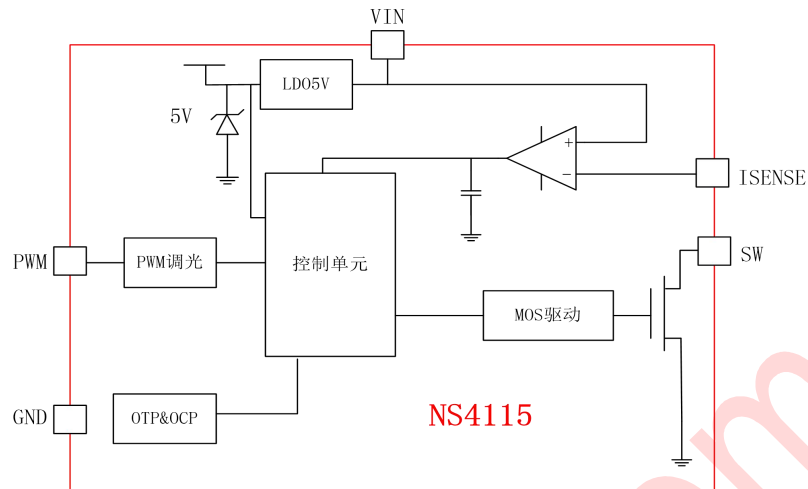 VIN
LDO5V
5V
+
−
ISENSE
PWM
PWM调光
控制单元
SW
MOS驱动
GND
OTP&OCP
NS4115
om